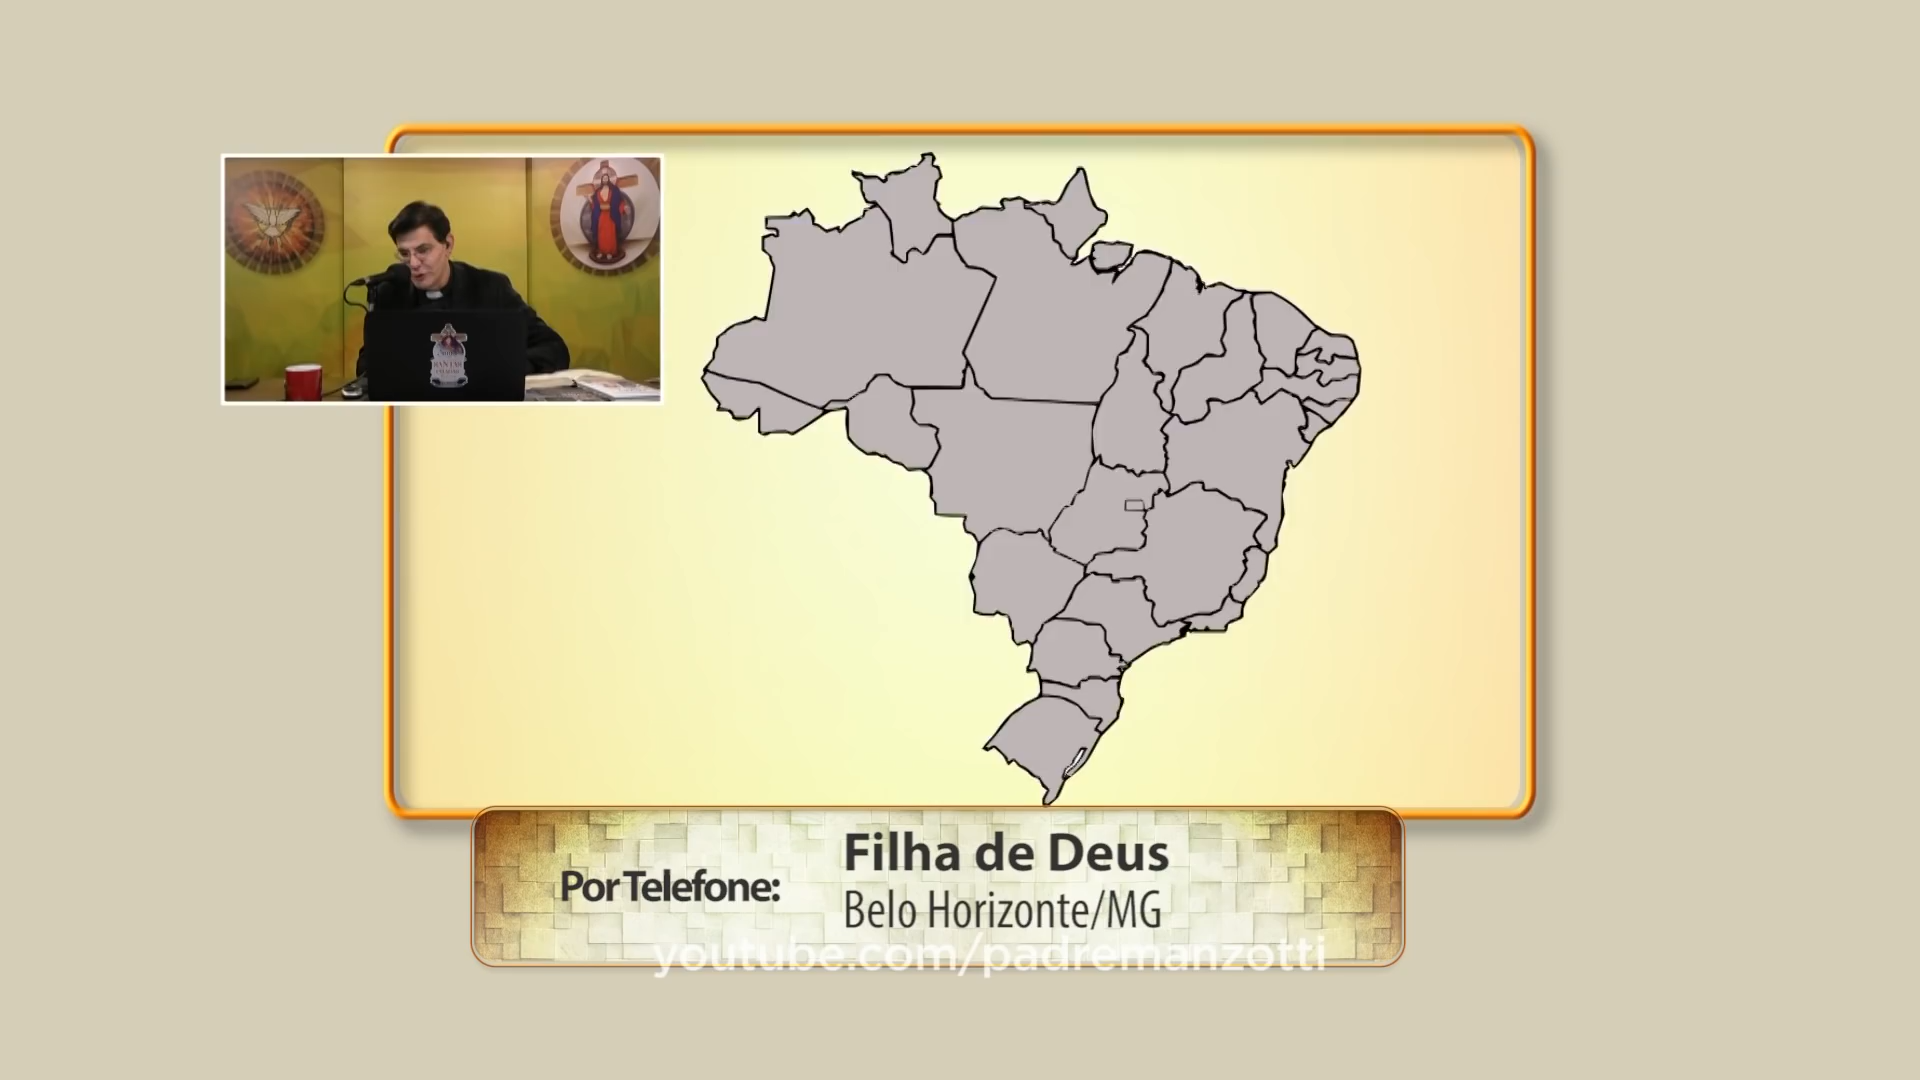 Por Telefone:
Filha de Deus
Belo Horizonte/MG
youtube.com/padremanzotti